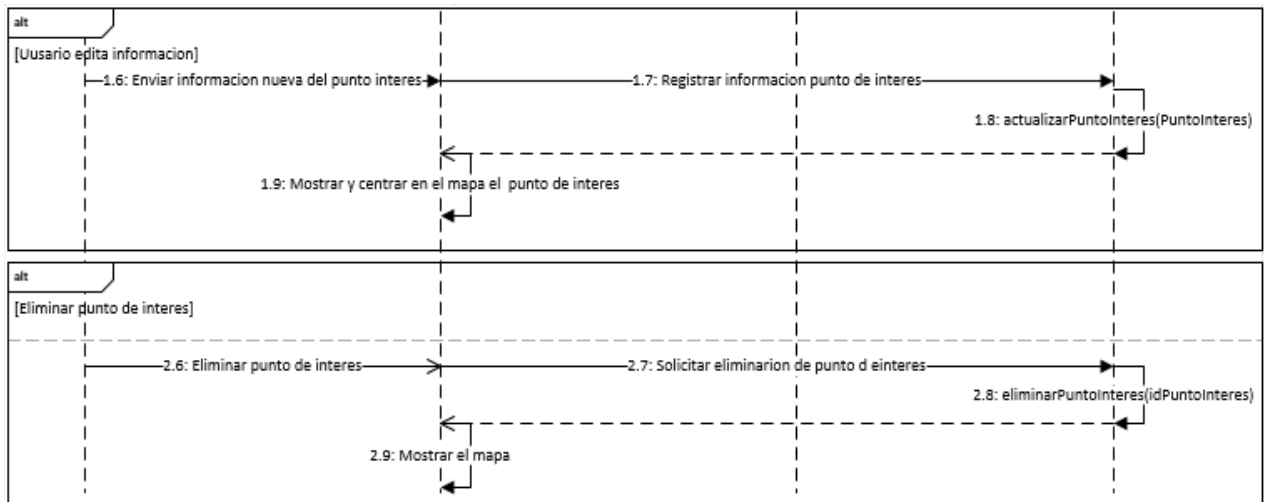 alt
[Uusario edita informacion]
1.6: Enviar informacion nueva del punto interes
1.7: Registrar informacion punto de interes
1.8: actualizarPuntoInteres(PuntoInteres)
1.9: Mostrar y centrar en el mapa el punto de interes
alt
[Eliminar punto de interes]
2.6: Eliminar punto de interes
2.7: Solicitar eliminarion de punto d einteres
2.8: eliminarPuntoInteres(idPuntoInteres)
2.9: Mostrar el mapa